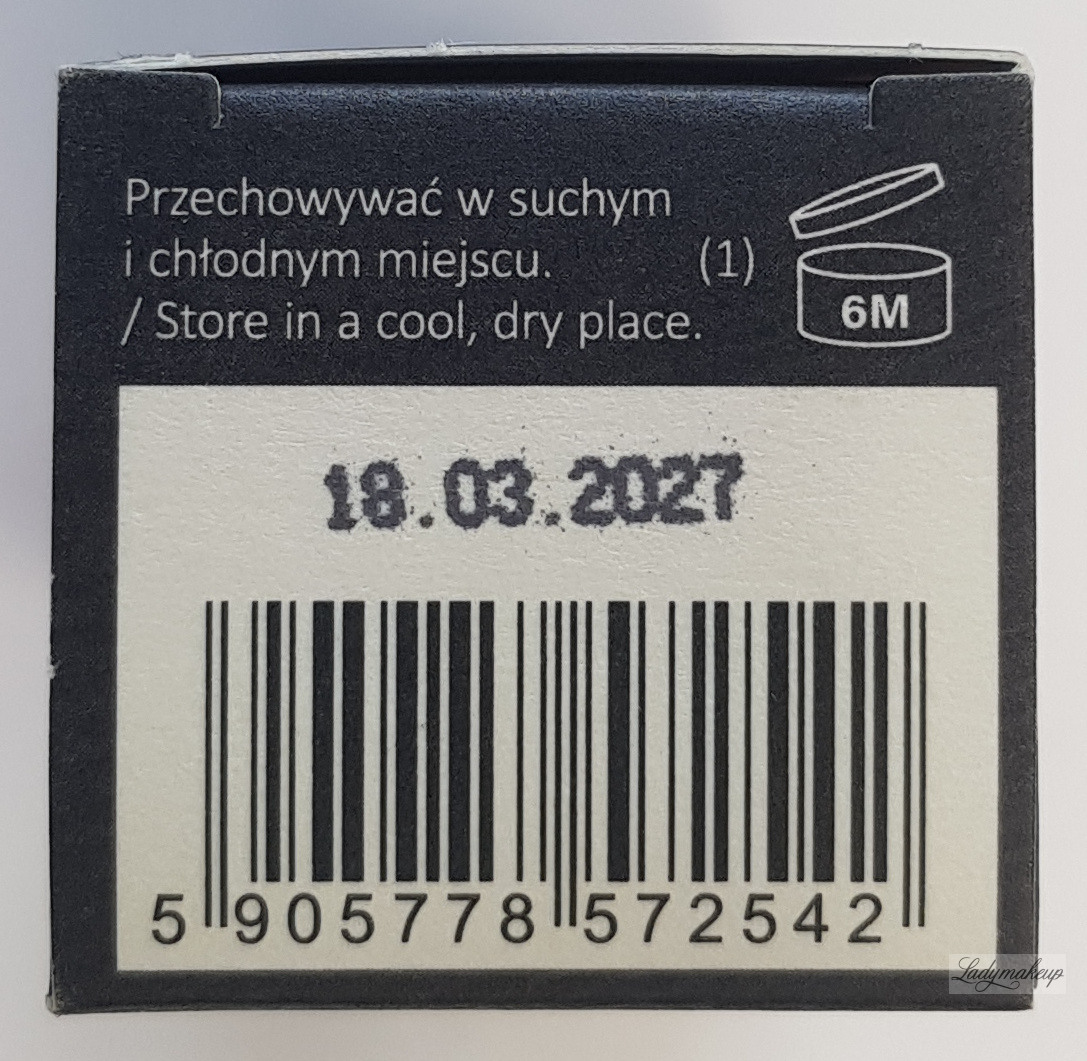 Przechowywać w suchym
i chłodnym miejscu. (1)
/ Store in a cool, dry place.
6M
18.03.2027
5 905778 572542
Ladymakeup